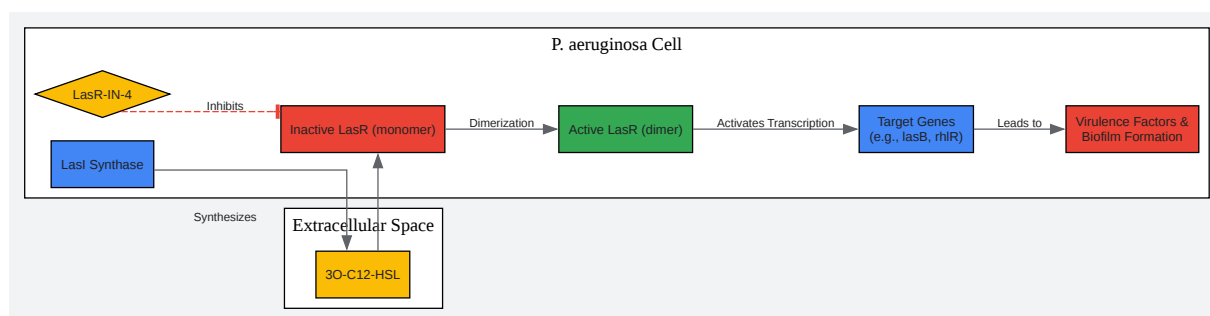 P. aeruginosa Cell
LasR-IN-4
Inhibits
Inactive LasR (monomer)
Dimerization
Active LasR (dimer)
Activates Transcription
Target Genes
(e.g., lasB, rhlR)
Leads to
Virulence Factors &
Biofilm Formation
LasI Synthase
Synthesizes
Extracellular Space
3O-C12-HSL